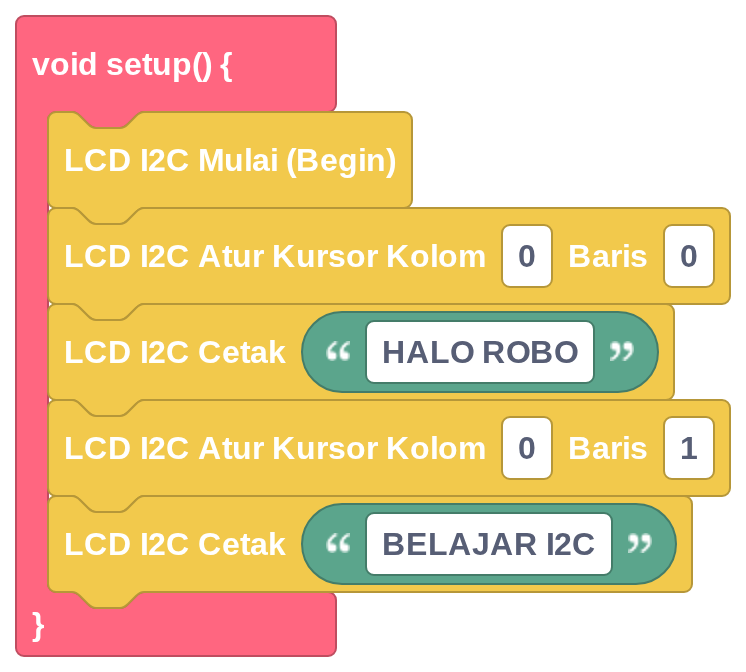 void setup() {
LCD I2C Mulai (Begin)
LCD I2C Atur Kursor Kolom 0 Baris 0
LCD I2C Cetak “ HALO ROBO ”
LCD I2C Atur Kursor Kolom 0 Baris 1
LCD I2C Cetak “ BELAJAR I2C ”
}